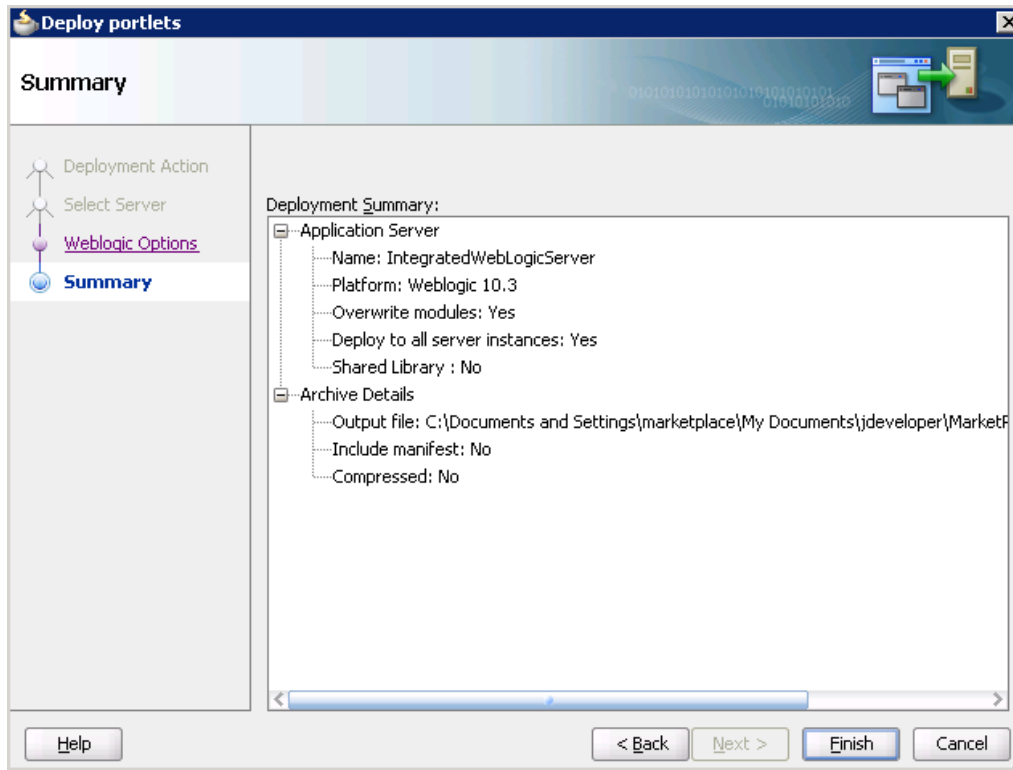 Deploy portlets
Summary
Deployment Action
Select Server
Weblogic Options
Summary
Deployment Summary:
Application Server
Name: IntegratedWebLogicServer
Platform: Weblogic 10.3
Overwrite modules: Yes
Deploy to all server instances: Yes
Shared Library : No
Archive Details
Output file: C:\Documents and Settings\marketplace\My Documents\jdeveloper\Market
Include manifest: No
Compressed: No
Help
< Back
Next >
Finish
Cancel